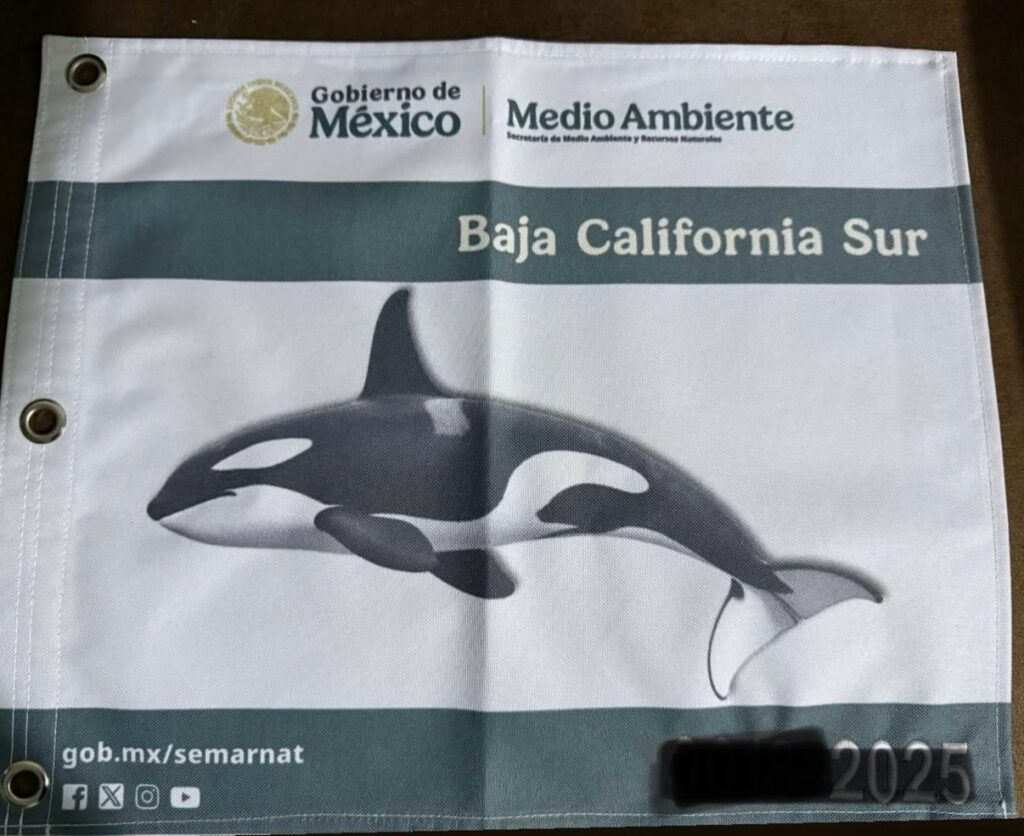 Gobierno de
México
Medio Ambiente
Secretaría de Medio Ambiente y Recursos Naturales
Baja California Sur
gob.mx/semarnat
2025